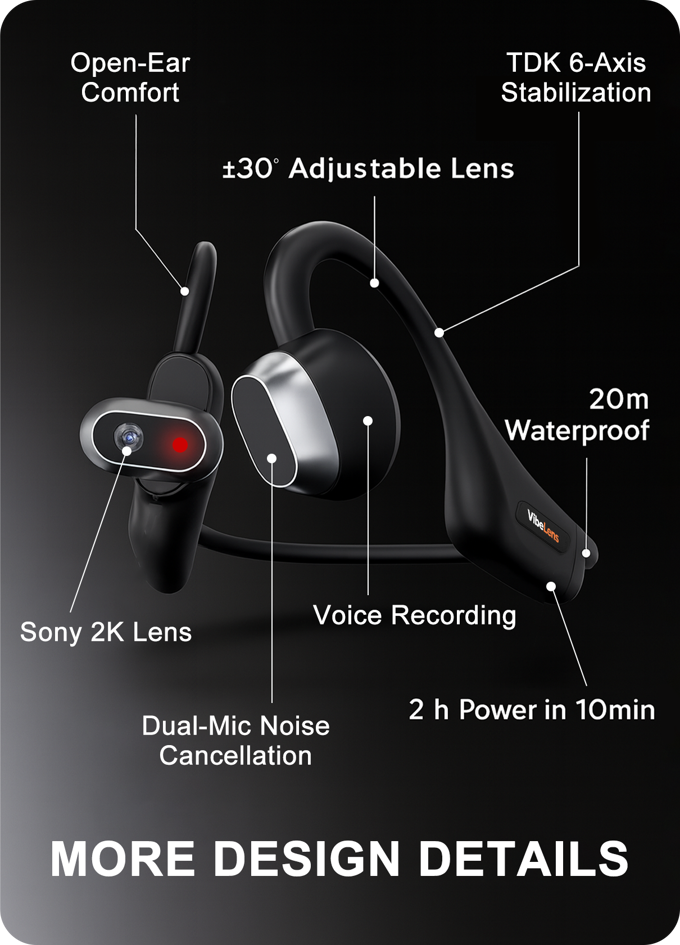 Open-Ear
Comfort
TDK 6-Axis
Stabilization
±30° Adjustable Lens
20m
Waterproof
VibeLens
Sony 2K Lens
Voice Recording
2 h Power in 10min
Dual-Mic Noise
Cancellation
MORE DESIGN DETAILS